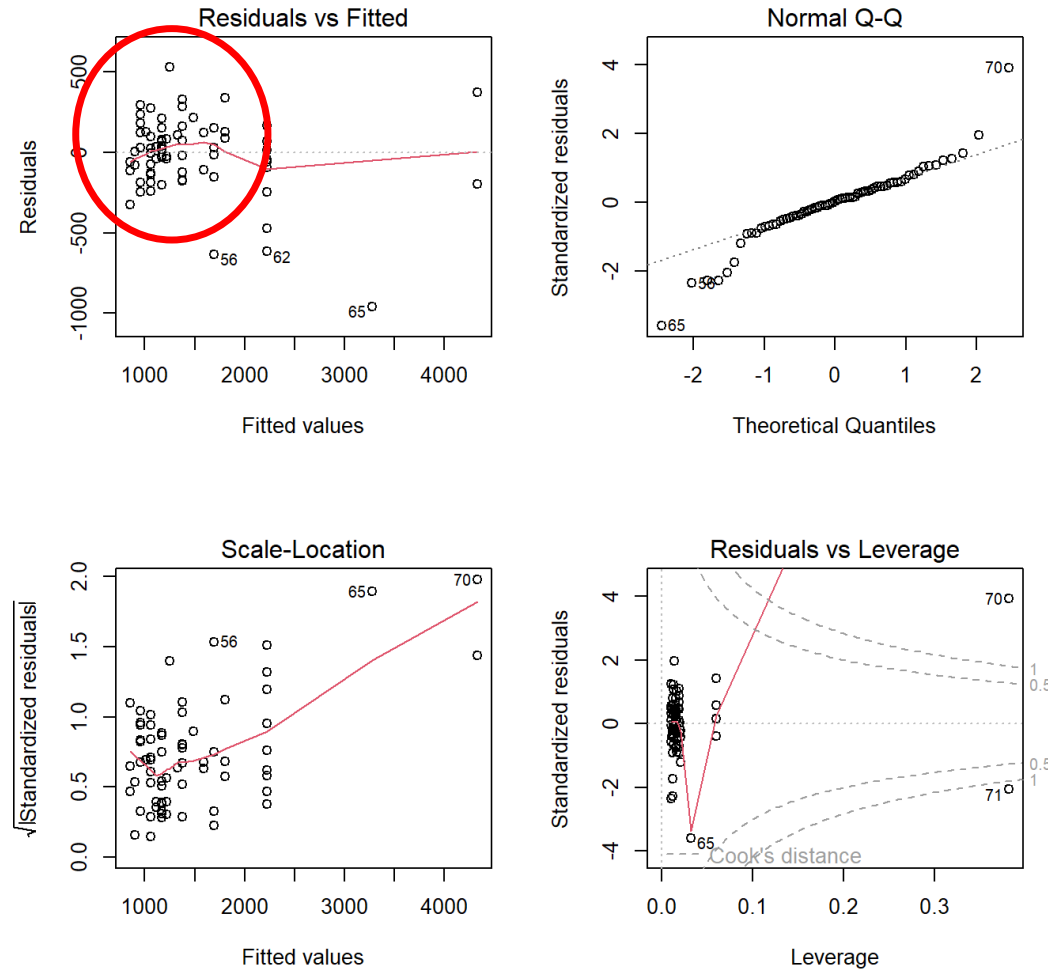 Residuals vs Fitted
Residuals
500
0
-500
-1000
56
62
65
1000 2000 3000 4000
Fitted values
Normal Q-Q
Standardized residuals
4
2
0
-2
70
65
-2 -1 0 1 2
Theoretical Quantiles
Scale-Location
√|Standardized residuals|
2.0
1.5
1.0
0.5
0.0
65
70
56
1000 2000 3000 4000
Fitted values
Residuals vs Leverage
Standardized residuals
4
2
0
-2
-4
70
71
65
1
0.5
0.5
1
Cook's distance
0.0 0.1 0.2 0.3
Leverage